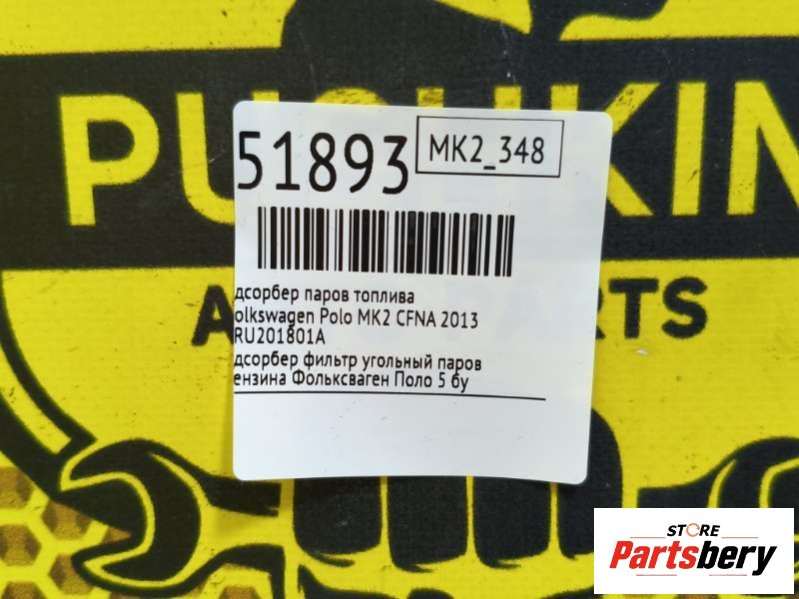 PUSHKIN
51893
MK2_348
дсорбер паров топлива
olkswagen Polo MK2 CFNA 2013
RU201801A
дсорбер фильтр угольный паров
ензина Фольксваген Поло 5 бу
STORE
Partsbery